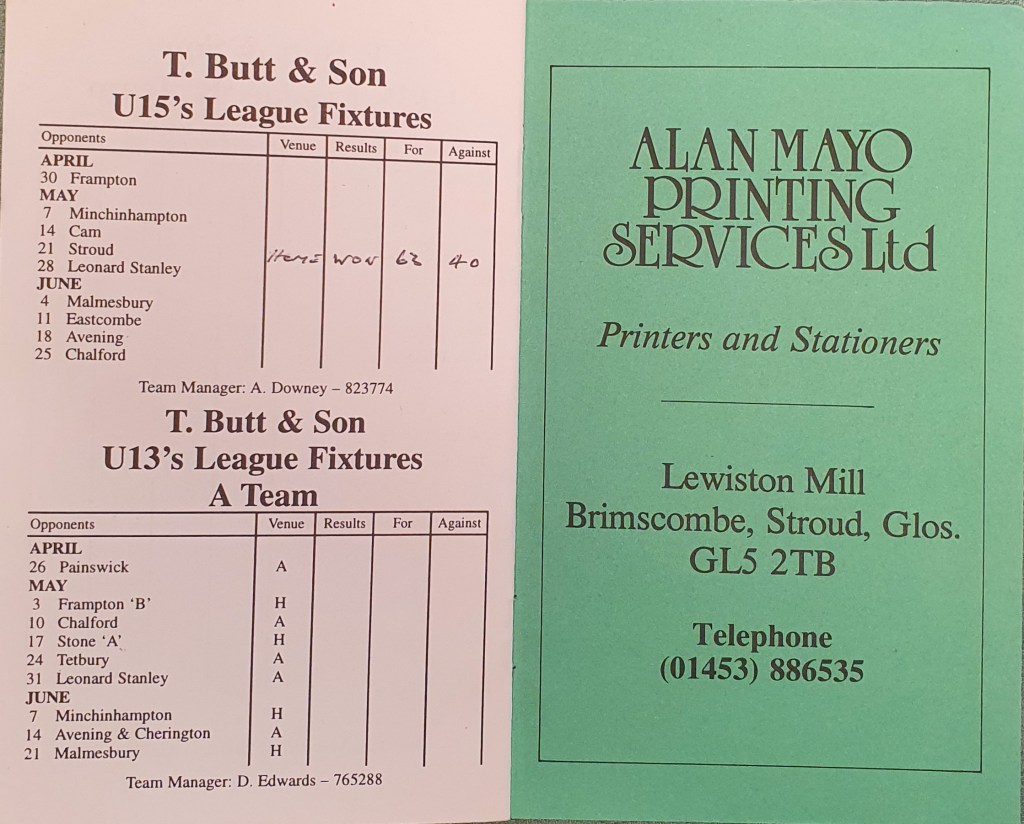 T. Butt & Son
U15's League Fixtures
Opponents Venue Results For Against
APRIL
30 Frampton
MAY
7 Minchinhampton
14 Cam
21 Stroud
28 Leonard Stanley won 63 40
JUNE
4 Malmesbury
11 Eastcombe
18 Avening
25 Chalford
Team Manager: A. Downey – 823774
T. Butt & Son
U13's League Fixtures
A Team
Opponents Venue Results For Against
APRIL
26 Painswick A
MAY
3 Frampton 'B' H
10 Chalford A
17 Stone 'A' H
24 Tetbury A
31 Leonard Stanley A
JUNE
7 Minchinhampton H
14 Avening & Cherington A
21 Malmesbury H
Team Manager: D. Edwards – 765288
ALAN MAYO
PRINTING
SERVICES Ltd
Printers and Stationers
Lewiston Mill
Brimscombe, Stroud, Glos.
GL5 2TB
Telephone
(01453) 886535